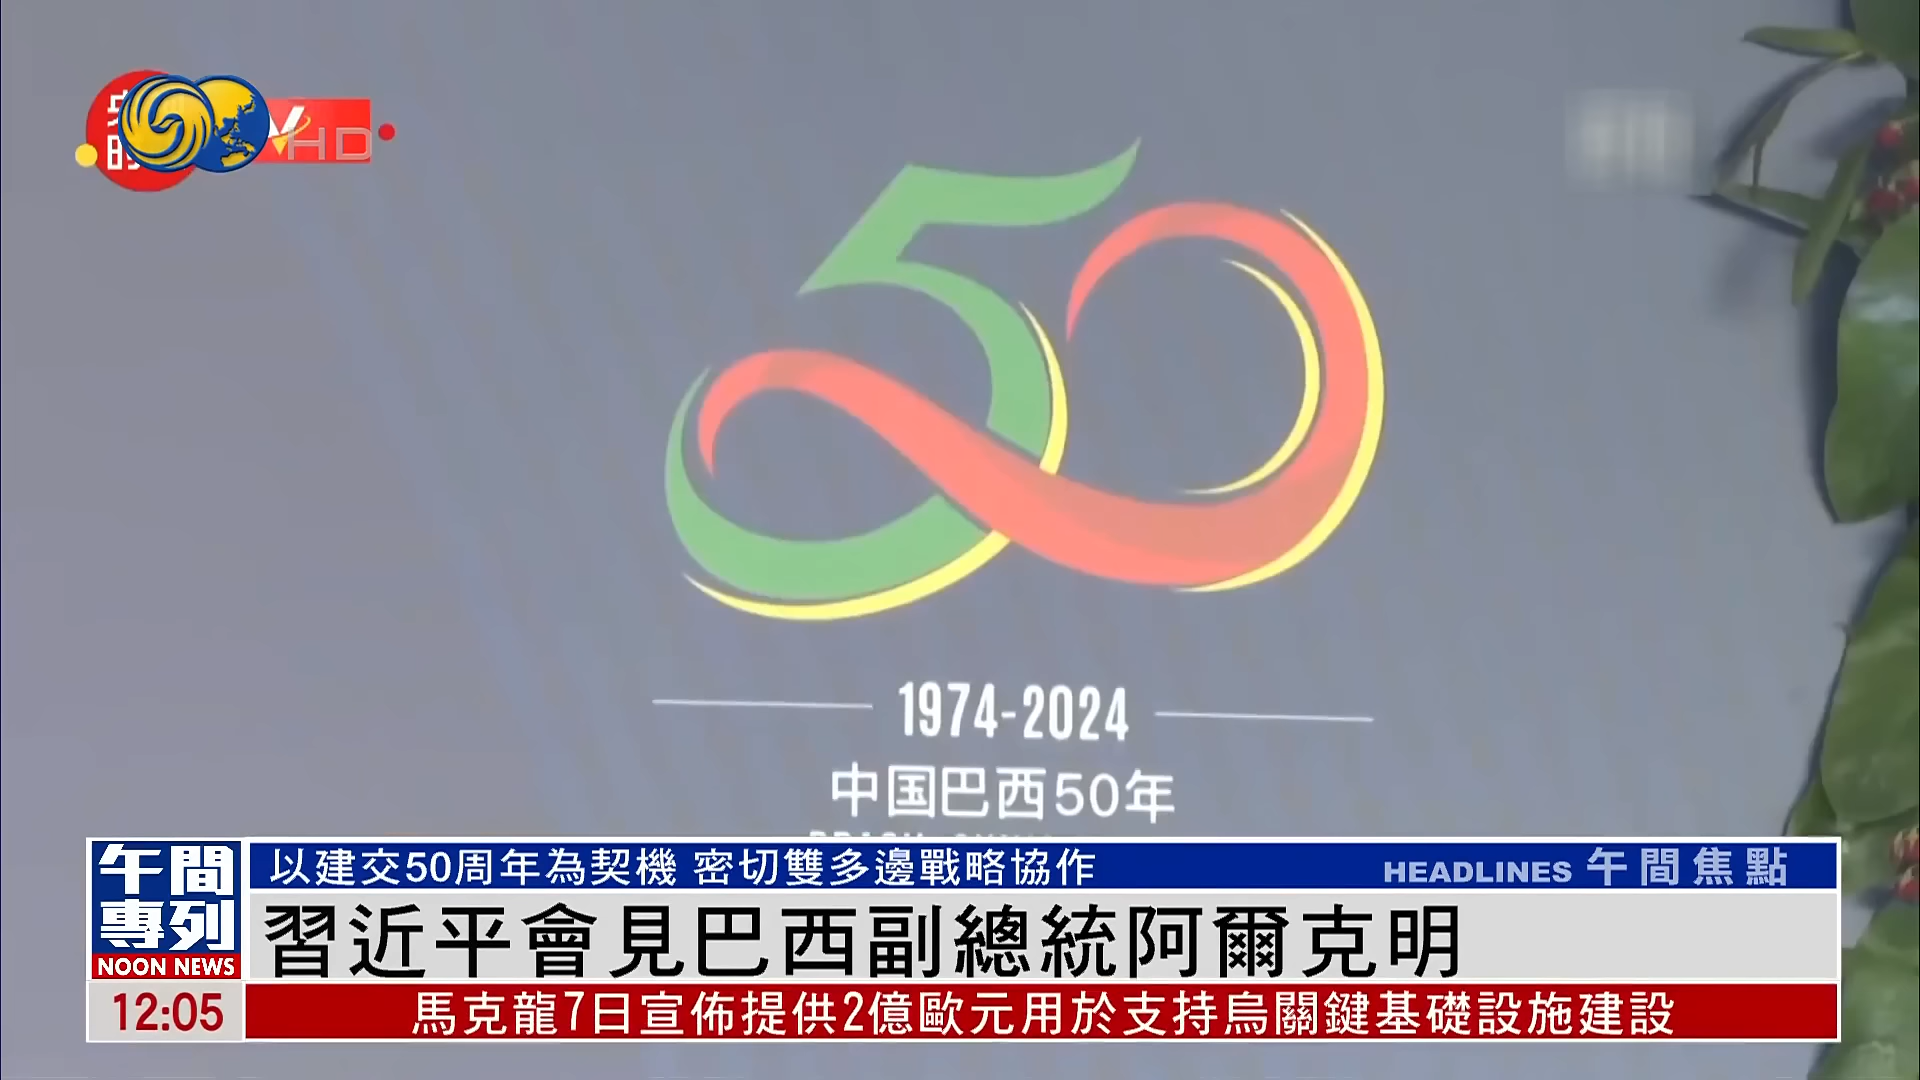 HD
50
1974-2024
中国巴西50年
午間專列
NOON NEWS
以建交50周年為契機 密切雙多邊戰略協作
HEADLINES 午間焦點
習近平會見巴西副總統阿爾克明
12:05
馬克龍7日宣佈提供2億歐元用於支持烏關鍵基礎設施建設